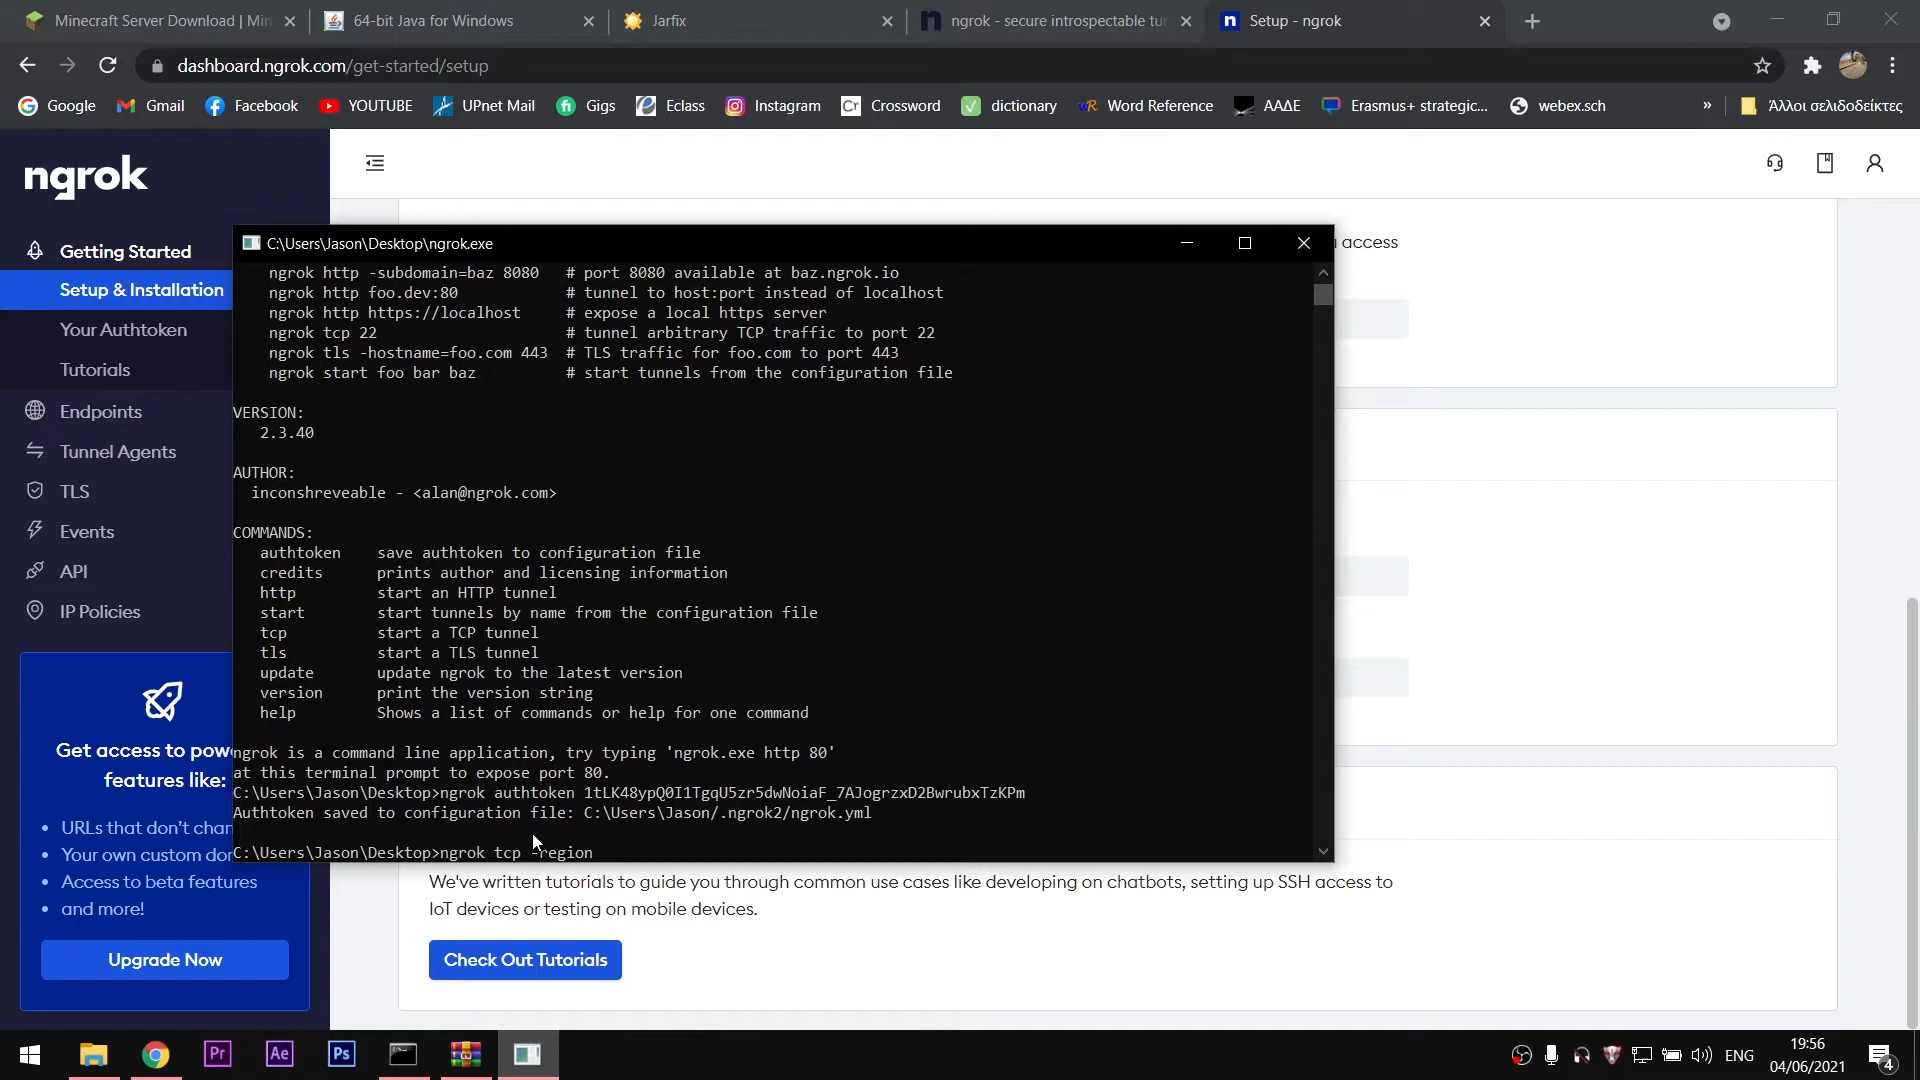 Minecraft Server Download | Min
64-bit Java for Windows
Jarfix
ngrok - secure introspectable tu
Setup - ngrok
dashboard.ngrok.com/get-started/setup
Google
Gmail
Facebook
YOUTUBE
UPnet Mail
Gigs
Eclass
Instagram
Crossword
dictionary
Word Reference
ΑΑΔΕ
Erasmus+ strategic...
webex.sch
»
Άλλοι σελιδοδείκτες
ngrok
Getting Started
Setup & Installation
Your Authtoken
Tutorials
Endpoints
Tunnel Agents
TLS
Events
API
IP Policies
Get access to pow
features like:
• URLs that don't chan
• Your own custom do
• Access to beta features
• and more!
Upgrade Now
access
C:\Users\Jason\Desktop\ngrok.exe
ngrok http -subdomain=baz 8080 # port 8080 available at baz.ngrok.io
ngrok http foo.dev:80 # tunnel to host:port instead of localhost
ngrok http https://localhost # expose a local https server
ngrok tcp 22 # tunnel arbitrary TCP traffic to port 22
ngrok tls -hostname=foo.com 443 # TLS traffic for foo.com to port 443
ngrok start foo bar baz # start tunnels from the configuration file
VERSION:
2.3.40
AUTHOR:
inconshreveable - <alan@ngrok.com>
COMMANDS:
authtoken save authtoken to configuration file
credits prints author and licensing information
http start an HTTP tunnel
start start tunnels by name from the configuration file
tcp start a TCP tunnel
tls start a TLS tunnel
update update ngrok to the latest version
version print the version string
help Shows a list of commands or help for one command
ngrok is a command line application, try typing 'ngrok.exe http 80'
at this terminal prompt to expose port 80.
C:\Users\Jason\Desktop>ngrok authtoken 1tLK48ypQ0I1TgqU5zr5dwNoiaF_7AJogrzxD2BwrubxTzKPm
Authtoken saved to configuration file: C:\Users\Jason/.ngrok2/ngrok.yml
C:\Users\Jason\Desktop>ngrok tcp -region
We've written tutorials to guide you through common use cases like developing on chatbots, setting up SSH access to
IoT devices or testing on mobile devices.
Check Out Tutorials
Pr
Ae
Ps
ENG
19:56
04/06/2021
4